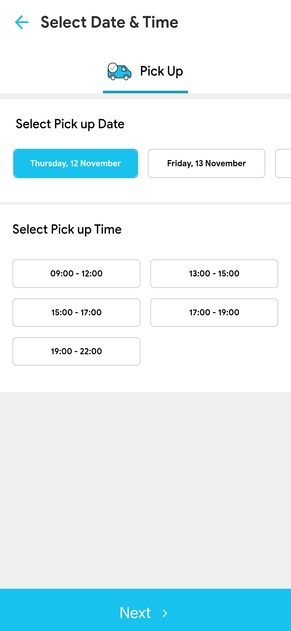 Select Date & Time
Pick Up
Select Pick up Date
Thursday, 12 November
Friday, 13 November
Select Pick up Time
09:00 - 12:00
13:00 - 15:00
15:00 - 17:00
17:00 - 19:00
19:00 - 22:00
Next